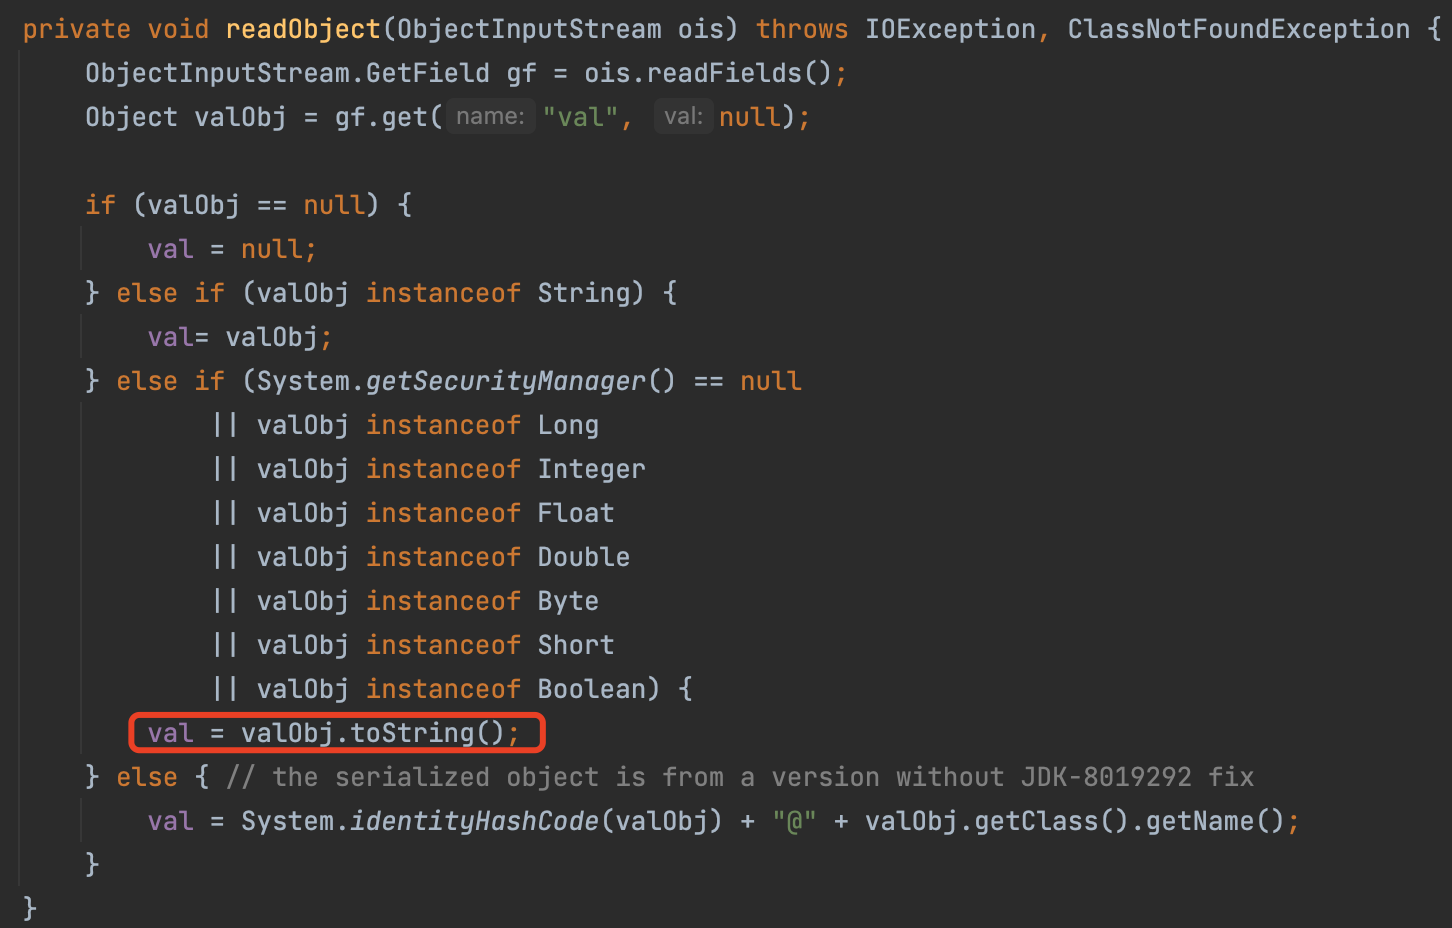 private void readObject(ObjectInputStream ois) throws IOException, ClassNotFoundException {
    ObjectInputStream.GetField gf = ois.readFields();
    Object valObj = gf.get( name: "val",  val: null);

    if (valObj == null) {
        val = null;
    } else if (valObj instanceof String) {
        val= valObj;
    } else if (System.getSecurityManager() == null
            || valObj instanceof Long
            || valObj instanceof Integer
            || valObj instanceof Float
            || valObj instanceof Double
            || valObj instanceof Byte
            || valObj instanceof Short
            || valObj instanceof Boolean) {
        val = valObj.toString();
    } else { // the serialized object is from a version without JDK-8019292 fix
        val = System.identityHashCode(valObj) + "@" + valObj.getClass().getName();
    }
}